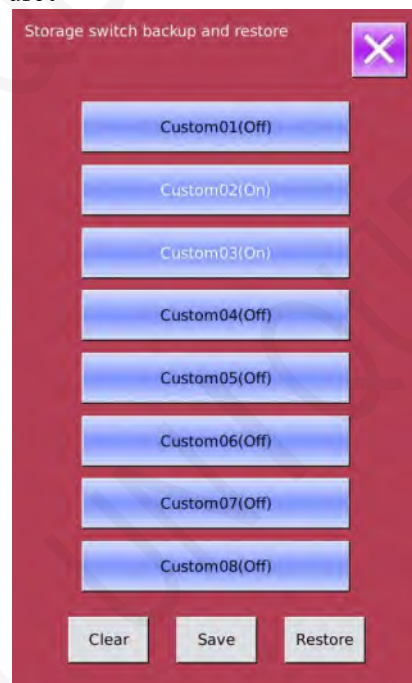 Storage switch backup and restore
Custom01(Off)
Custom02(On)
Custom03(On)
Custom04(Off)
Custom05(Off)
Custom06(Off)
Custom07(Off)
Custom08(Off)
Clear Save Restore